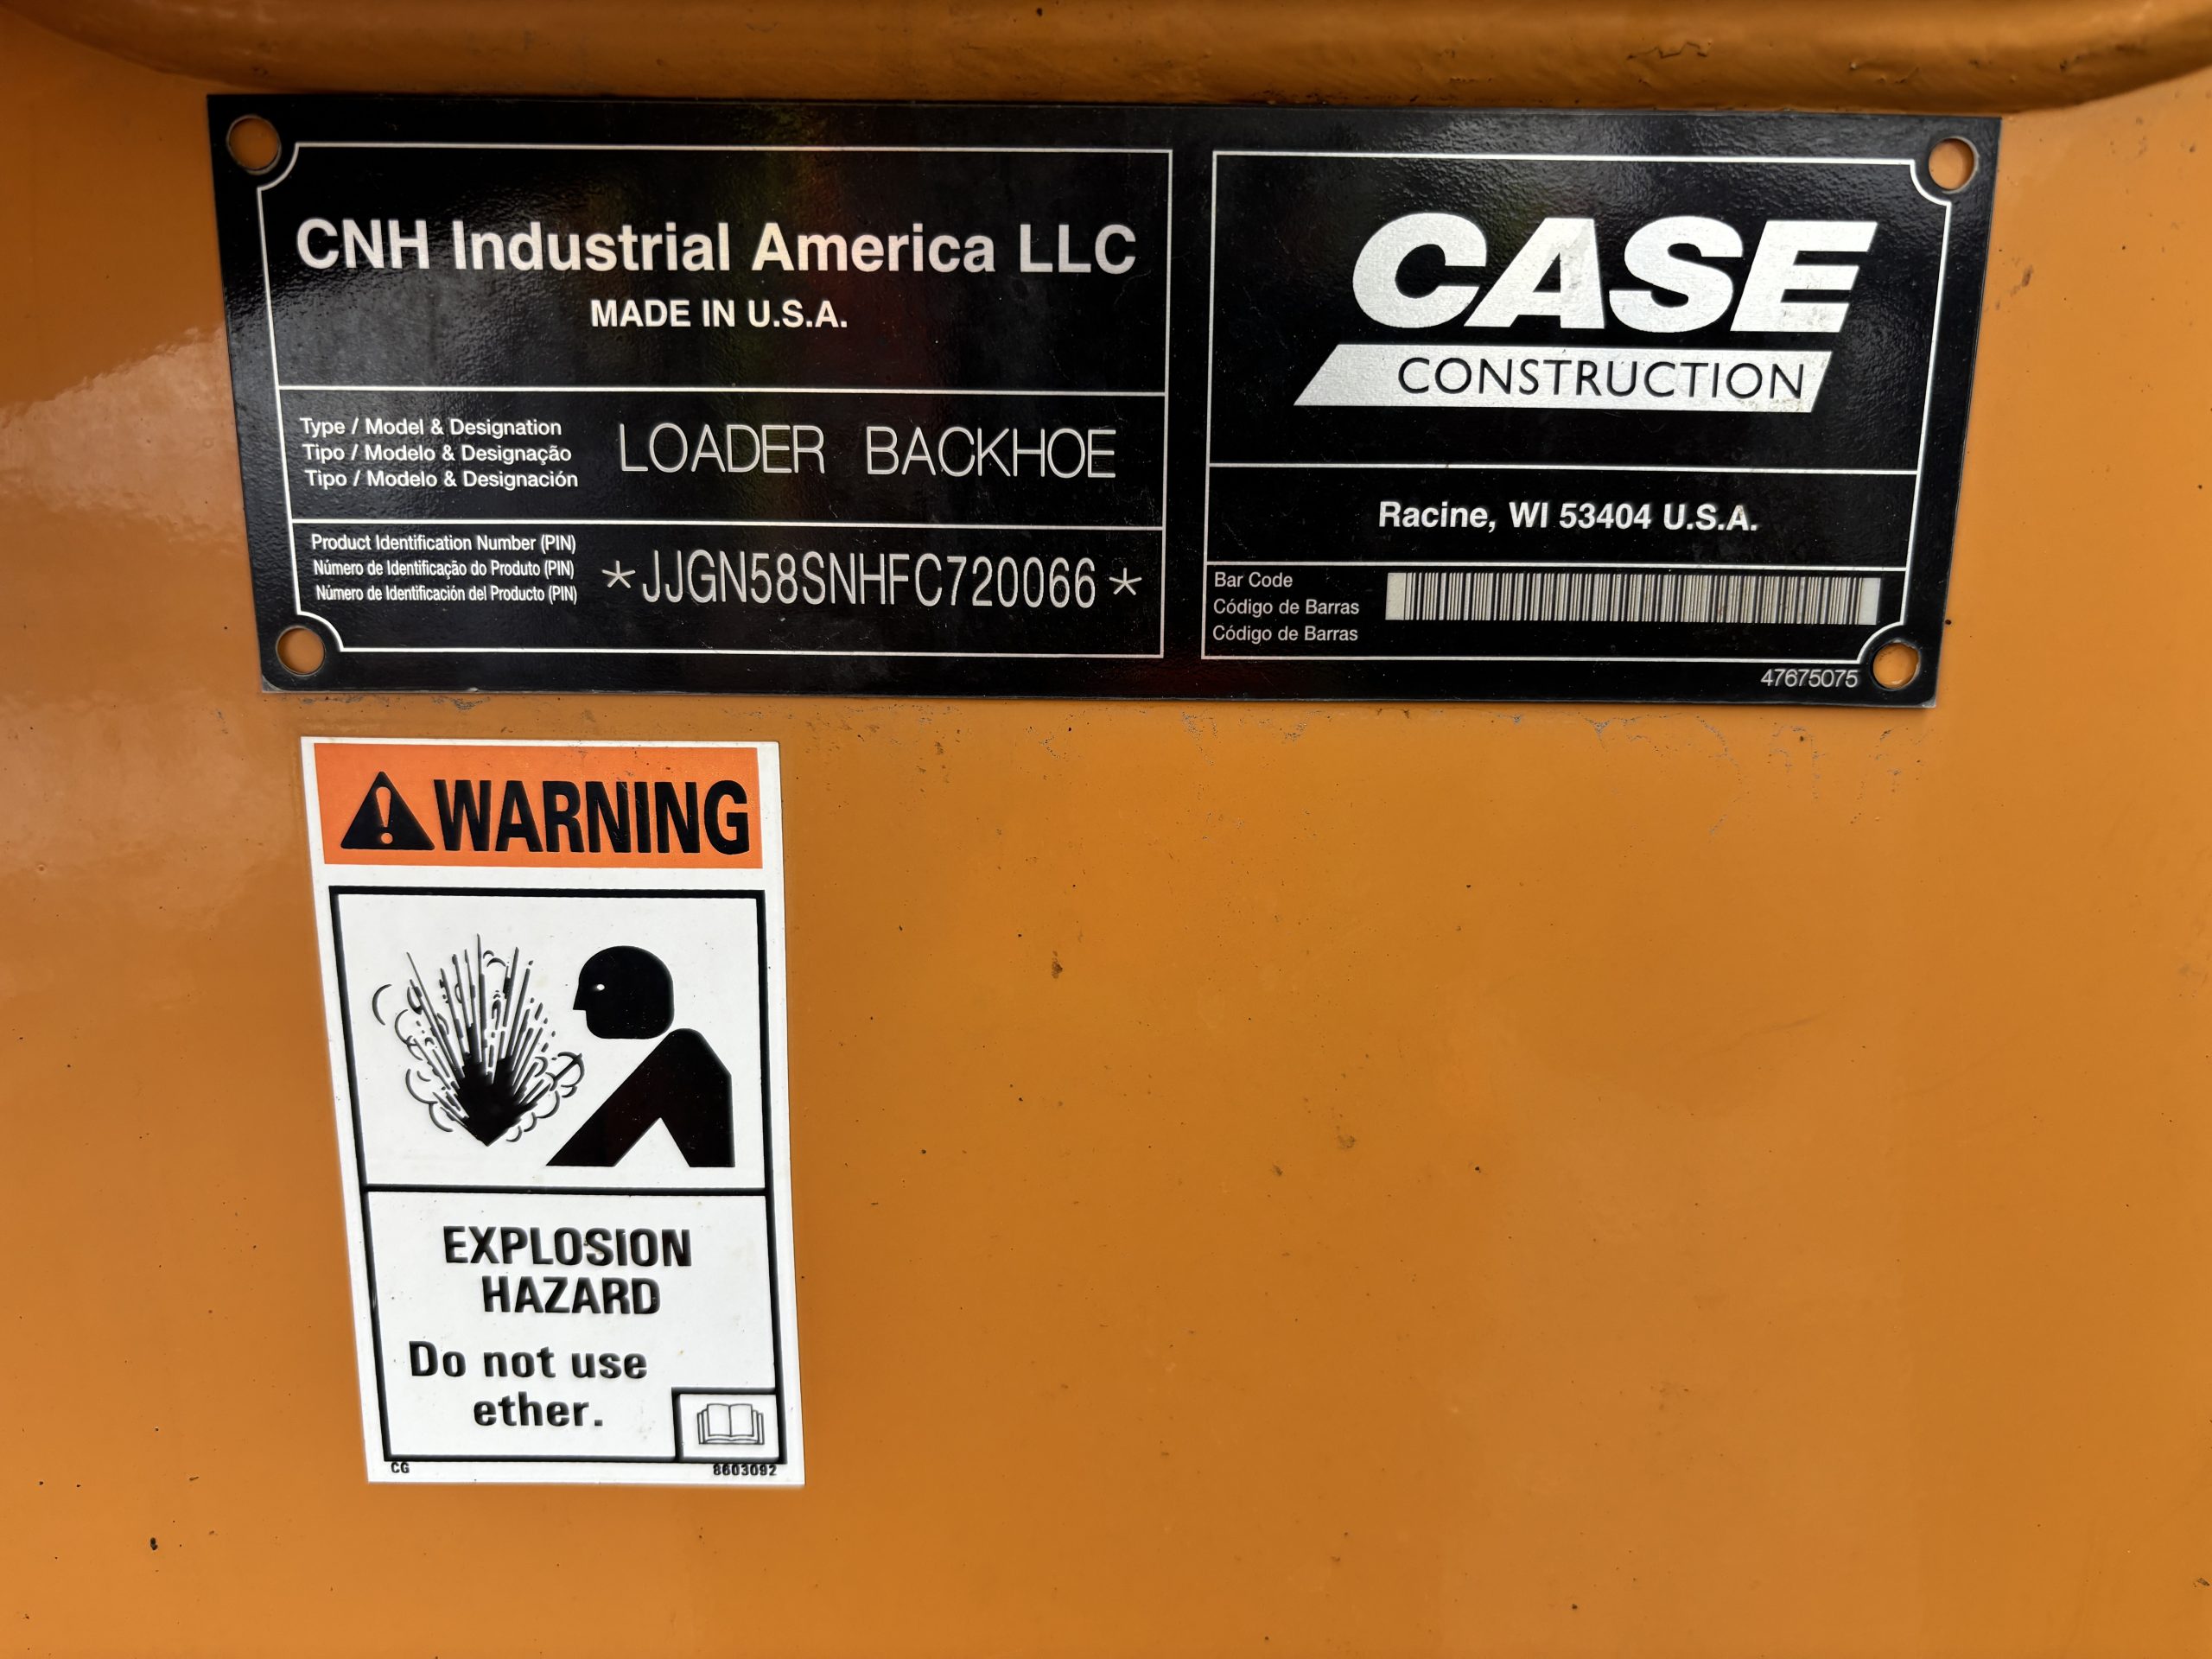 CNH Industrial America LLC
MADE IN U.S.A.
Type / Model & Designation
Tipo / Modelo & Designação
Tipo / Modelo & Designación
LOADER BACKHOE
Product Identification Number (PIN)
Número de Identificação do Produto (PIN)
Número de Identificación del Producto (PIN)
*JJGN58SNHFC720066*
CASE
CONSTRUCTION
Racine, WI 53404 U.S.A.
Bar Code
Código de Barras
Código de Barras
47675075
WARNING
EXPLOSION
HAZARD
Do not use
ether.
CG
8603092